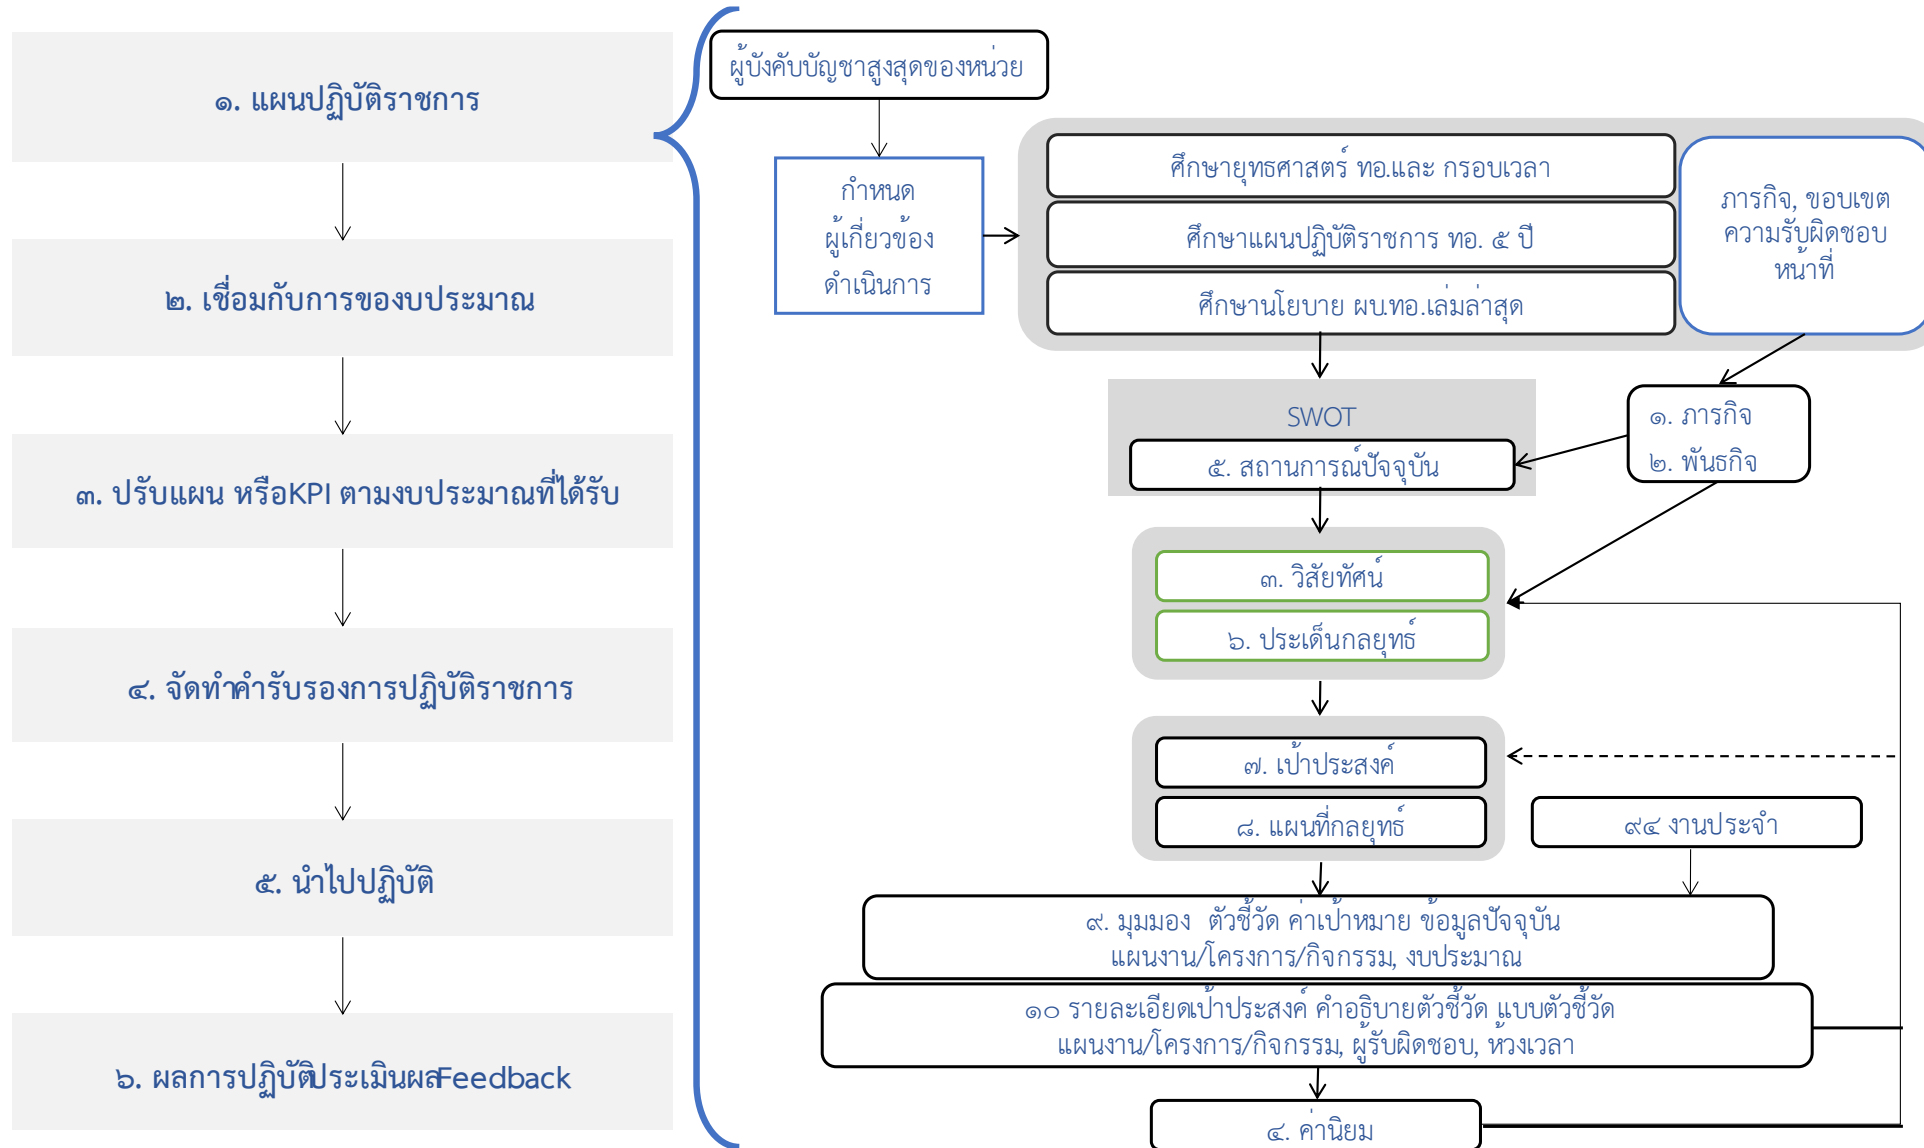 ๑. แผนปฏิบัติราชการ
๒. เชื่อมกับการของบประมาณ
๓. ปรับแผน หรือKPI ตามงบประมาณที่ได้รับ
๔. จัดทำคำรับรองการปฏิบัติราชการ
๕. นำไปปฏิบัติ
๖. ผลการปฏิบัติประเมินผลFeedback
ผู้บังคับบัญชาสูงสุดของหน่วย
กำหนด
ผู้เกี่ยวข้อง
ดำเนินการ
ศึกษายุทธศาสตร์ ทอ.และ กรอบเวลา
ศึกษาแผนปฏิบัติราชการ ทอ. ๕ ปี
ศึกษานโยบาย ผบ.ทอ.เล่มล่าสุด
ภารกิจ, ขอบเขต
ความรับผิดชอบ
หน้าที่
SWOT
๕. สถานการณ์ปัจจุบัน
๑. ภารกิจ
๒. พันธกิจ
๓. วิสัยทัศน์
๖. ประเด็นกลยุทธ์
๗. เป้าประสงค์
๘. แผนที่กลยุทธ์
๙๔ งานประจำ
๙. มุมมอง ตัวชี้วัด ค่าเป้าหมาย ข้อมูลปัจจุบัน
แผนงาน/โครงการ/กิจกรรม, งบประมาณ
๑๐ รายละเอียดเป้าประสงค์ คำอธิบายตัวชี้วัด แบบตัวชี้วัด
แผนงาน/โครงการ/กิจกรรม, ผู้รับผิดชอบ, ห้วงเวลา
๔. ค่านิยม